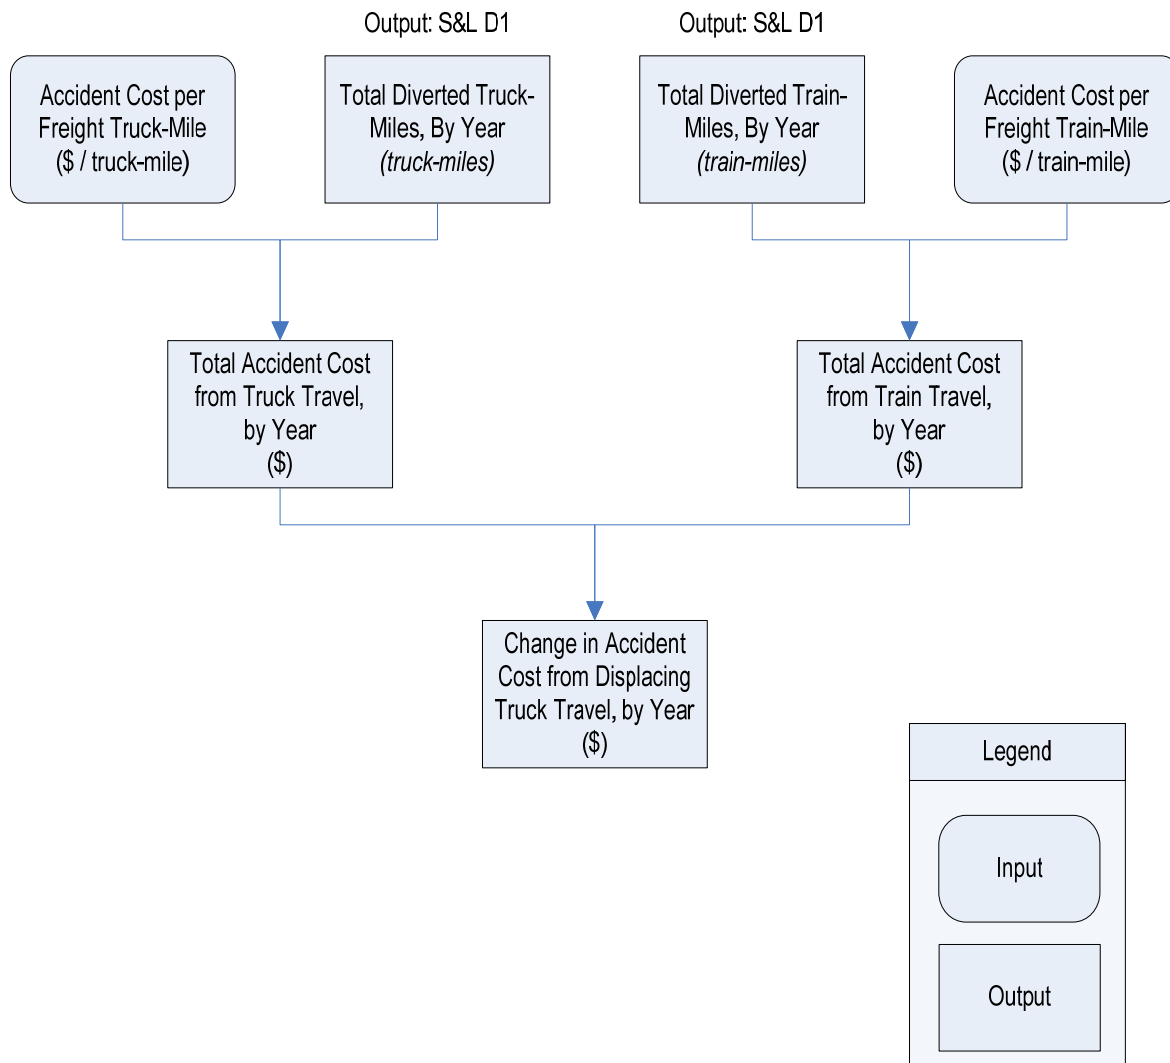 Output: S&L D1
Output: S&L D1
Accident Cost per
Freight Truck-Mile
($ / truck-mile)
Total Diverted Truck-
Miles, By Year
(truck-miles)
Total Diverted Train-
Miles, By Year
(train-miles)
Accident Cost per
Freight Train-Mile
($ / train-mile)
Total Accident Cost
from Truck Travel,
by Year
($)
Total Accident Cost
from Train Travel,
by Year
($)
Change in Accident
Cost from Displacing
Truck Travel, by Year
($)
Legend
Input
Output